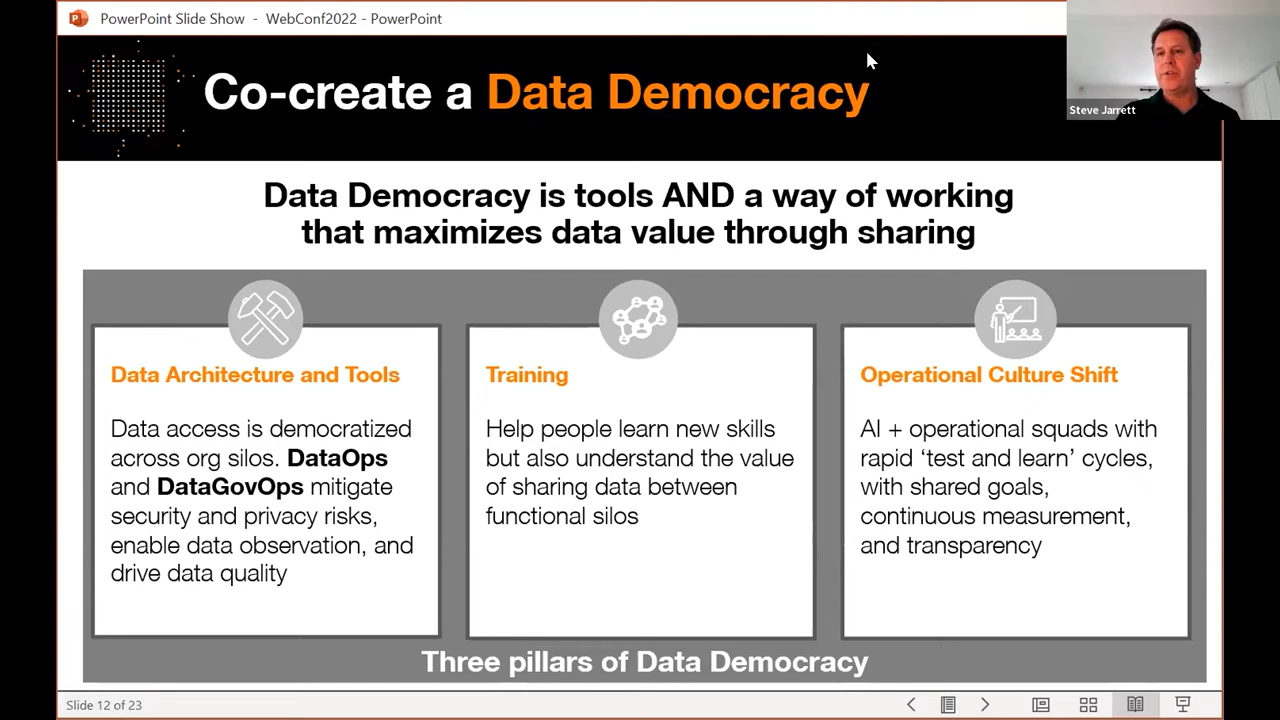 PowerPoint Slide Show - WebConf2022 - PowerPoint
Co-create a Data Democracy
Steve Jarrett
Data Democracy is tools AND a way of working
that maximizes data value through sharing
Data Architecture and Tools
Data access is democratized
across org silos. DataOps
and DataGovOps mitigate
security and privacy risks,
enable data observation, and
drive data quality
Training
Help people learn new skills
but also understand the value
of sharing data between
functional silos
Operational Culture Shift
AI + operational squads with
rapid ‘test and learn’ cycles,
with shared goals,
continuous measurement,
and transparency
Three pillars of Data Democracy
Slide 12 of 23